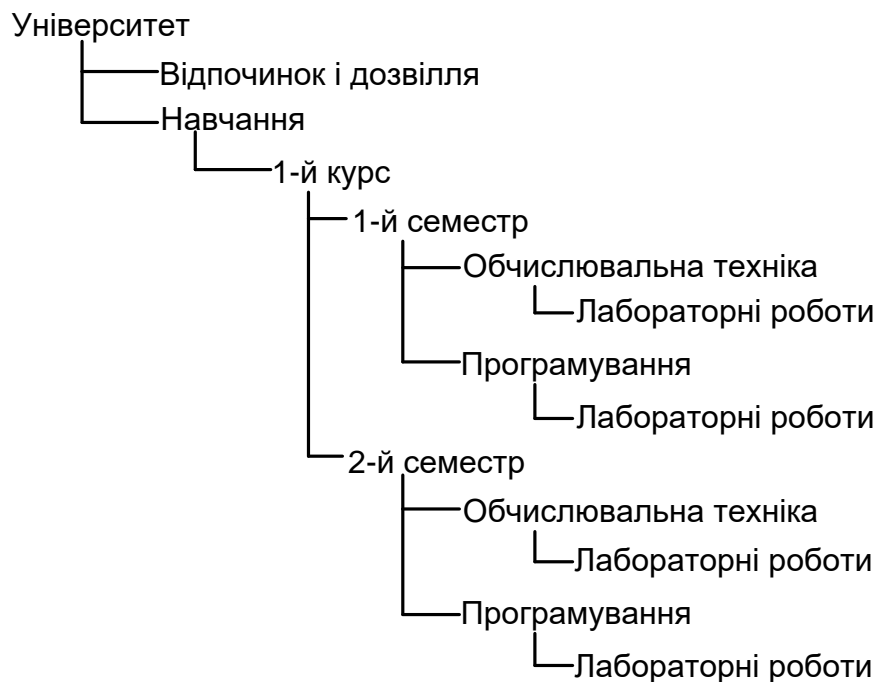 Університет
Відпочинок і дозвілля
Навчання
1-й курс
1-й семестр
Обчислювальна техніка
Лабораторні роботи
Програмування
Лабораторні роботи
2-й семестр
Обчислювальна техніка
Лабораторні роботи
Програмування
Лабораторні роботи